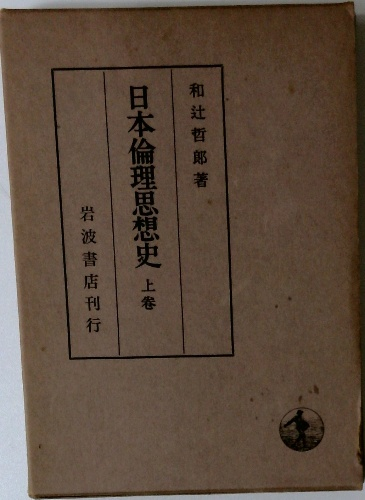 和辻哲郎著
日本倫理思想史 上卷
岩波書店刊行